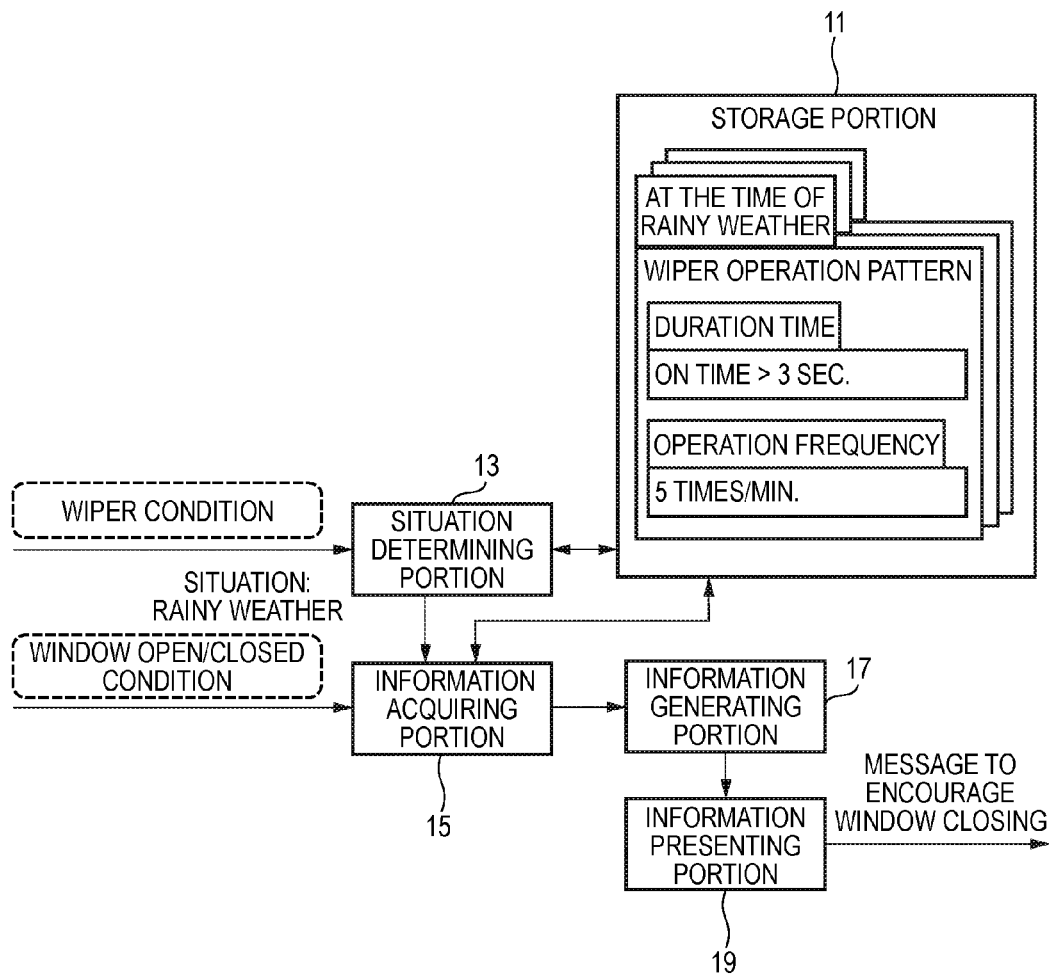 11
STORAGE PORTION
AT THE TIME OF
RAINY WEATHER
WIPER OPERATION PATTERN
DURATION TIME
ON TIME > 3 SEC.
OPERATION FREQUENCY
5 TIMES/MIN.
13
WIPER CONDITION
SITUATION
DETERMINING
PORTION
SITUATION:
RAINY WEATHER
WINDOW OPEN/CLOSED
CONDITION
INFORMATION
ACQUIRING
PORTION
15
INFORMATION
GENERATING
PORTION
17
INFORMATION
PRESENTING
PORTION
19
MESSAGE TO
ENCOURAGE
WINDOW CLOSING